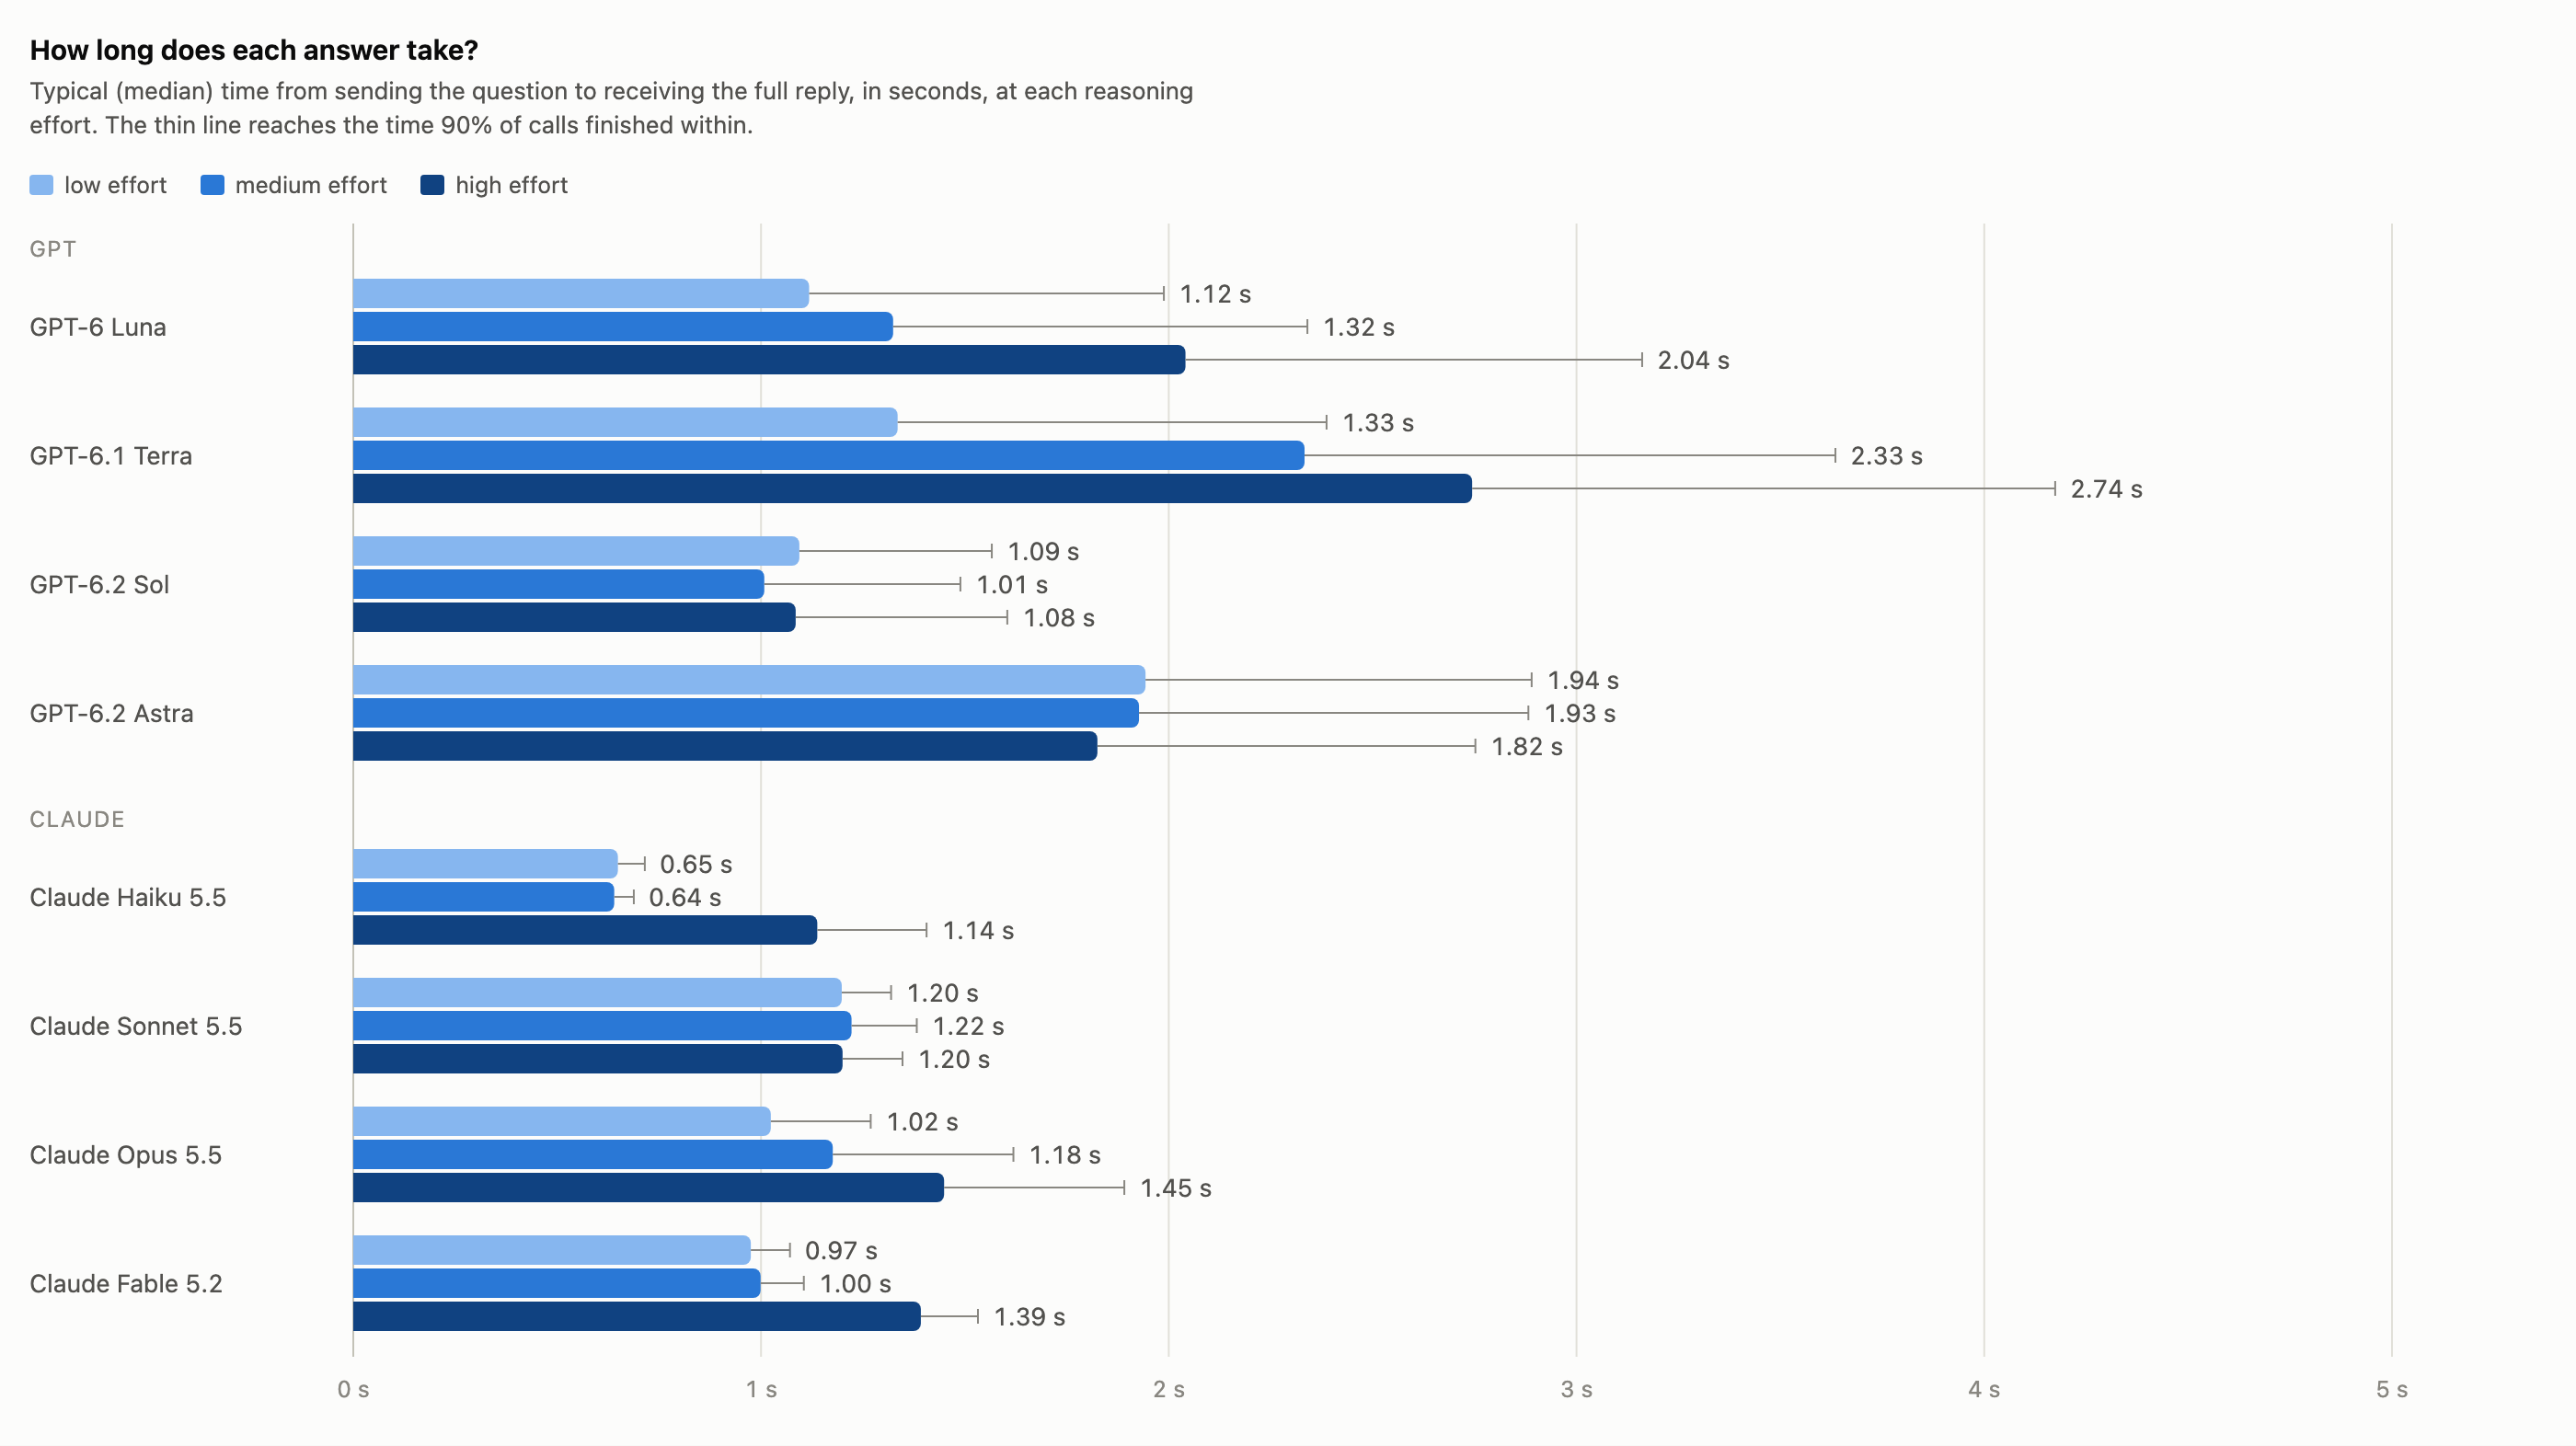 How long does each answer take?
Typical (median) time from sending the question to receiving the full reply, in seconds, at each reasoning
effort. The thin line reaches the time 90% of calls finished within.
low effort medium effort high effort
GPT
1.12 s
GPT-6 Luna 1.32 s
2.04 s
1.33 s
GPT-6.1 Terra 2.33 s
2.74 s
1.09 s
GPT-6.2 Sol 1.01 s
1.08 s
1.94 s
GPT-6.2 Astra 1.93 s
1.82 s
CLAUDE
0.65 s
Claude Haiku 5.5 0.64 s
1.14 s
1.20 s
Claude Sonnet 5.5 1.22 s
1.20 s
1.02 s
Claude Opus 5.5 1.18 s
1.45 s
0.97 s
Claude Fable 5.2 1.00 s
1.39 s
0 s 1 s 2 s 3 s 4 s 5 s